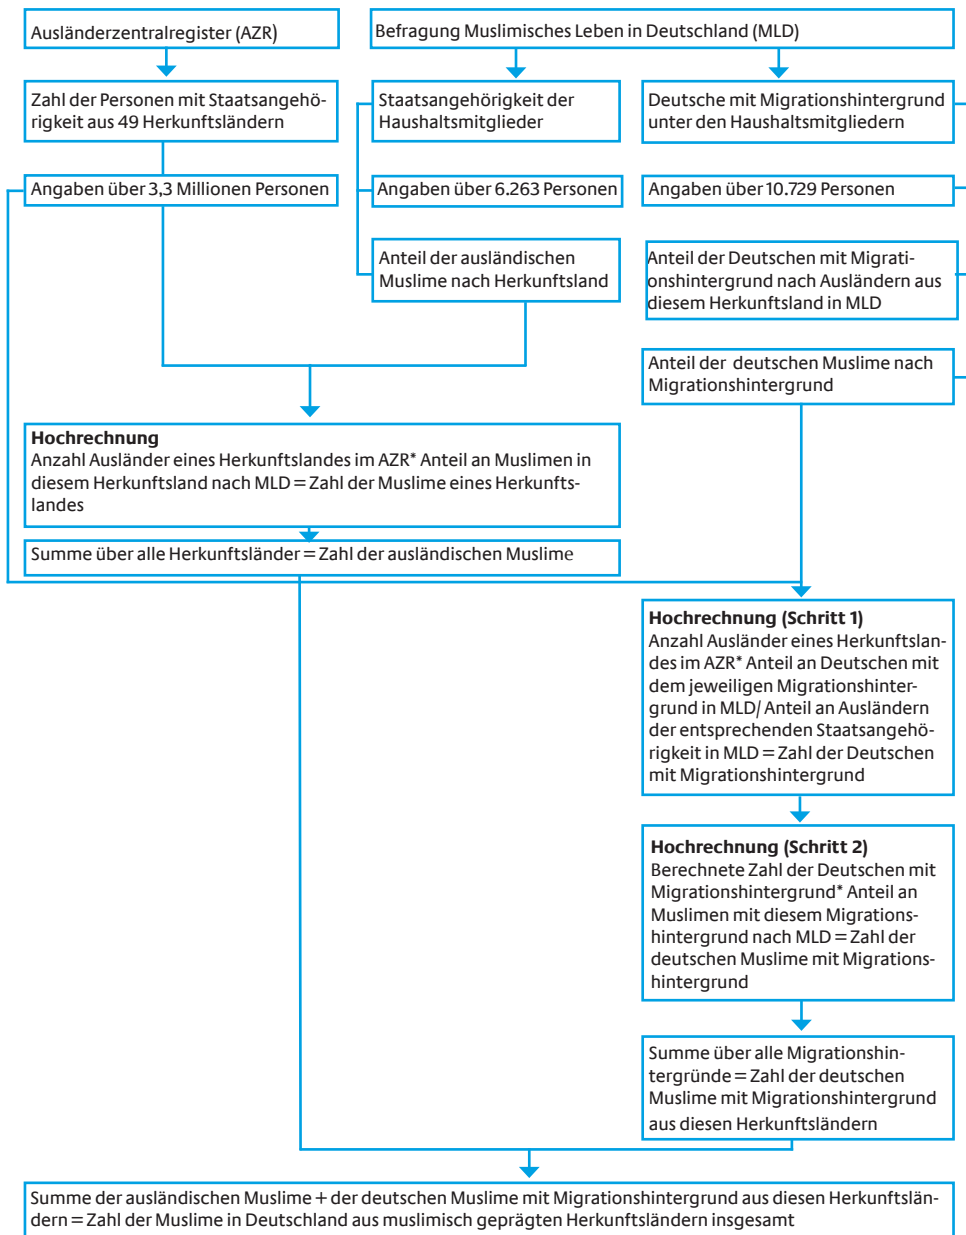 Ausländerzentralregister (AZR)
Befragung Muslimisches Leben in Deutschland (MLD)
Zahl der Personen mit Staatsangehö-
rigkeit aus 49 Herkunftsländern
Staatsangehörigkeit der
Haushaltsmitglieder
Deutsche mit Migrationshintergrund
unter den Haushaltsmitgliedern
Angaben über 3,3 Millionen Personen
Angaben über 6.263 Personen
Angaben über 10.729 Personen
Anteil der ausländischen
Muslime nach Herkunftsland
Anteil der Deutschen mit Migrati-
onshintergrund nach Ausländern aus
diesem Herkunftsland in MLD
Anteil der deutschen Muslime nach
Migrationshintergrund
Hochrechnung
Anzahl Ausländer eines Herkunftslandes im AZR* Anteil an Muslimen in
diesem Herkunftsland nach MLD = Zahl der Muslime eines Herkunfts-
landes
Summe über alle Herkunftsländer = Zahl der ausländischen Muslime
Hochrechnung (Schritt 1)
Anzahl Ausländer eines Herkunftslan-
des im AZR* Anteil an Deutschen mit
dem jeweiligen Migrationshinter-
grund in MLD/ Anteil an Ausländern
der entsprechenden Staatsangehö-
rigkeit in MLD = Zahl der Deutschen
mit Migrationshintergrund
Hochrechnung (Schritt 2)
Berechnete Zahl der Deutschen mit
Migrationshintergrund* Anteil an
Muslimen mit diesem Migrations-
hintergrund nach MLD = Zahl der
deutschen Muslime mit Migrations-
hintergrund
Summe über alle Migrationshin-
tergründe = Zahl der deutschen
Muslime mit Migrationshintergrund
aus diesen Herkunftsländern
Summe der ausländischen Muslime + der deutschen Muslime mit Migrationshintergrund aus diesen Herkunftslän-
dern = Zahl der Muslime in Deutschland aus muslimisch geprägten Herkunftsländern insgesamt